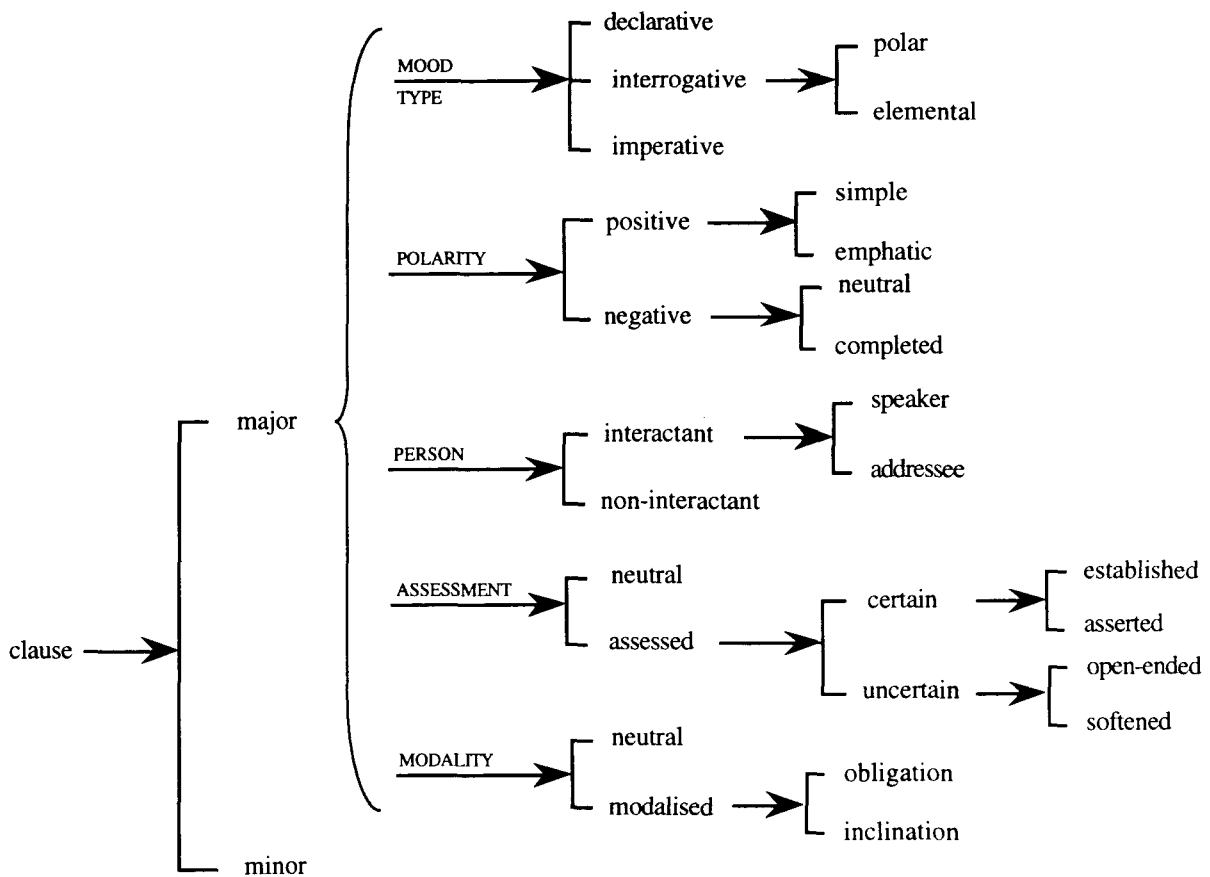 declarative
polar
MOOD
TYPE
interrogative
elemental
imperative
simple
positive
emphatic
POLARITY
neutral
negative
completed
speaker
major
interactant
PERSON
addressee
non-interactant
established
neutral
ASSESSMENT
certain
asserted
clause
assessed
open-ended
uncertain
softened
neutral
MODALITY
obligation
modalised
inclination
minor